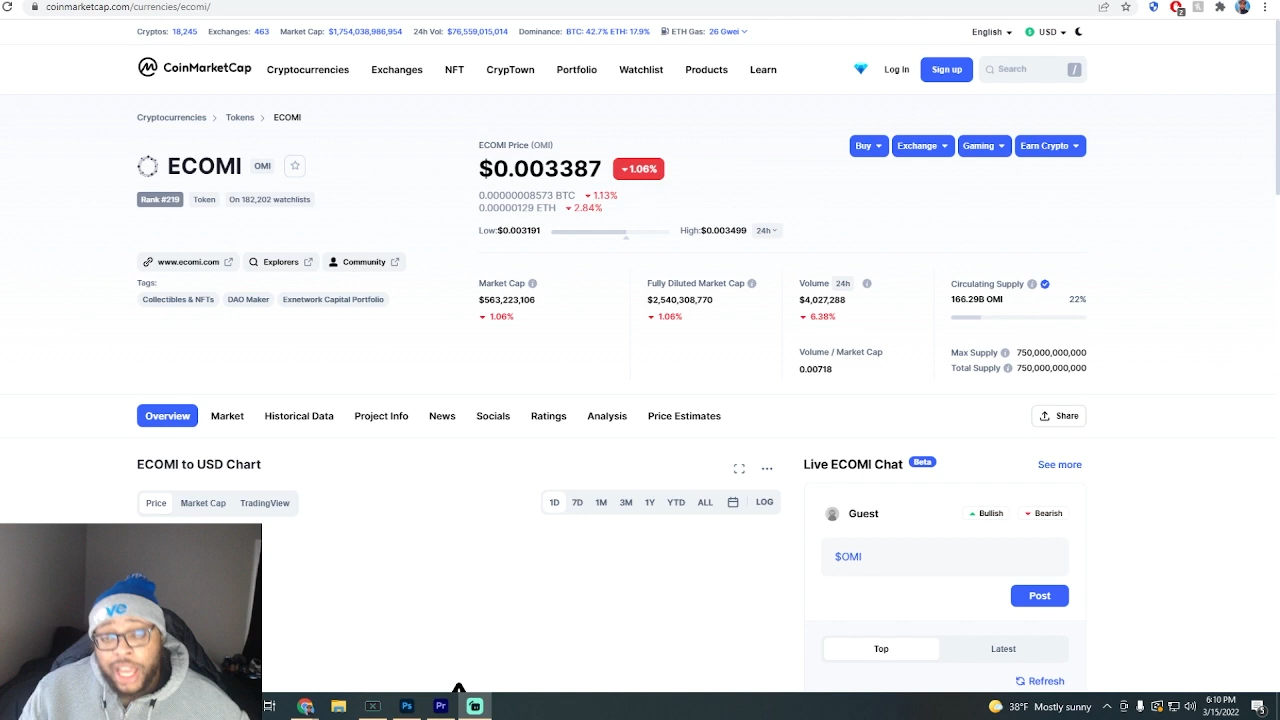 coinmarketcap.com/currencies/ecomi/
2
Cryptos: 18,245 Exchanges: 463 Market Cap: $1,754,038,986,954 24h Vol: $76,559,015,014 Dominance: BTC: 42.7% ETH: 17.9% ETH Gas: 26 Gwei English USD
CoinMarketCap Cryptocurrencies Exchanges NFT CrypTown Portfolio Watchlist Products Learn Log In Sign up Search /
Cryptocurrencies > Tokens > ECOMI
ECOMI OMI
Rank #219 Token On 182,202 watchlists
www.ecomi.com Explorers Community
Tags:
Collectibles & NFTs DAO Maker Exnetwork Capital Portfolio
ECOMI Price (OMI)
$0.003387 1.06%
0.00000008573 BTC 1.13%
0.00000129 ETH 2.84%
Low:$0.003191 High:$0.003499 24h
Buy Exchange Gaming Earn Crypto
Market Cap
$563,223,106
1.06%
Fully Diluted Market Cap
$2,540,308,770
1.06%
Volume 24h
$4,027,288
6.38%
Volume / Market Cap
0.00718
Circulating Supply
166.29B OMI 22%
Max Supply 750,000,000,000
Total Supply 750,000,000,000
Overview Market Historical Data Project Info News Socials Ratings Analysis Price Estimates Share
ECOMI to USD Chart
Price Market Cap TradingView 1D 7D 1M 3M 1Y YTD ALL LOG
Live ECOMI Chat Beta See more
Guest Bullish Bearish
$OMI
Post
Top Latest
Refresh
ve
Ps Pr
38°F Mostly sunny
6:10 PM
3/15/2022